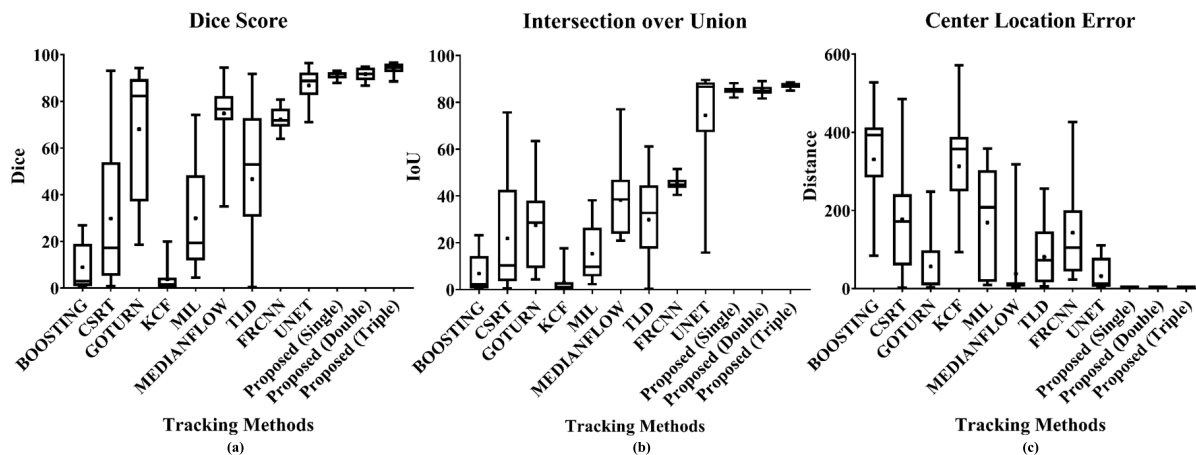 Dice Score
Dice
100
80
60
40
20
0
BOOSTING
CSRT
GOTURN
KCF
MIL
MEDIANFLOW
TLD
FRCNN
UNET
Proposed (Single)
Proposed (Double)
Proposed (Triple)
Tracking Methods
(a)
Intersection over Union
IoU
100
80
60
40
20
0
BOOSTING
CSRT
GOTURN
KCF
MIL
MEDIANFLOW
TLD
FRCNN
UNET
Proposed (Single)
Proposed (Double)
Proposed (Triple)
Tracking Methods
(b)
Center Location Error
Distance
600
400
200
0
BOOSTING
CSRT
GOTURN
KCF
MIL
MEDIANFLOW
TLD
FRCNN
UNET
Proposed (Single)
Proposed (Double)
Proposed (Triple)
Tracking Methods
(c)